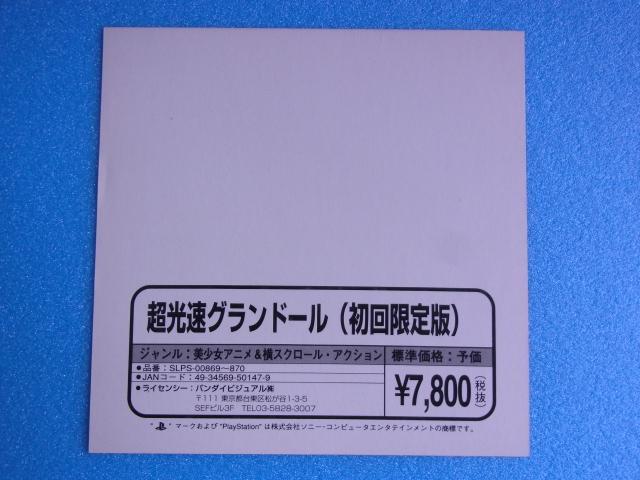 超光速グランドール（初回限定版）
ジャンル：美少女アニメ＆横スクロール・アクション
標準価格：予価
●品番：SLPS-00869〜870
●JANコード：49-34569-50147-9
●ライセンシー：バンダイビジュアル㈱
〒111 東京都台東区松が谷1-3-5
SEFビル3F TEL03-5828-3007
¥7,800（税抜）
" " マークおよび "PlayStation" は株式会社ソニー・コンピュータエンタテインメントの商標です。